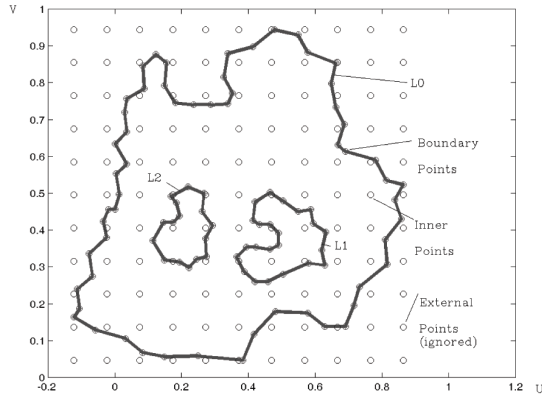 V
1
0.9
L0
0.8
0.7
Boundary
0.6
Points
L2
0.5
Inner
0.4
L1
Points
0.3
0.2
External
Points
(ignored)
0.1
0
-0.2 0 0.2 0.4 0.6 0.8 1 1.2 U